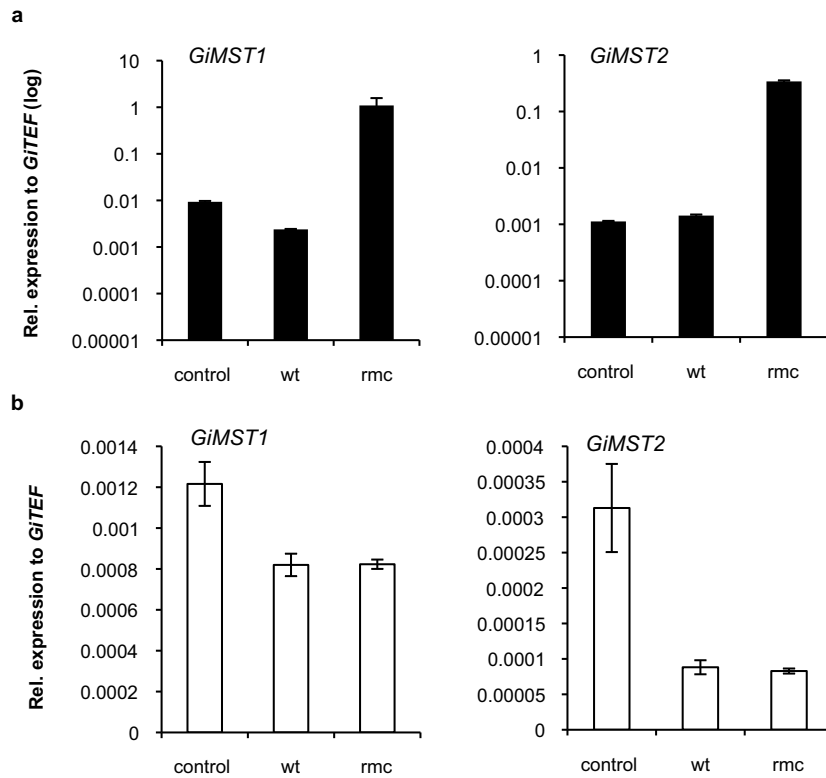 a
GiMST1
GiMST2
Rel. expression to GiTEF (log)
10
1
0.1
0.01
0.001
0.0001
0.00001
control wt rmc
1
0.1
0.01
0.001
0.0001
0.00001
control wt rmc
b
GiMST1
GiMST2
Rel. expression to GiTEF
0.0014
0.0012
0.001
0.0008
0.0006
0.0004
0.0002
0
control wt rmc
0.0004
0.00035
0.0003
0.00025
0.0002
0.00015
0.0001
0.00005
0
control wt rmc